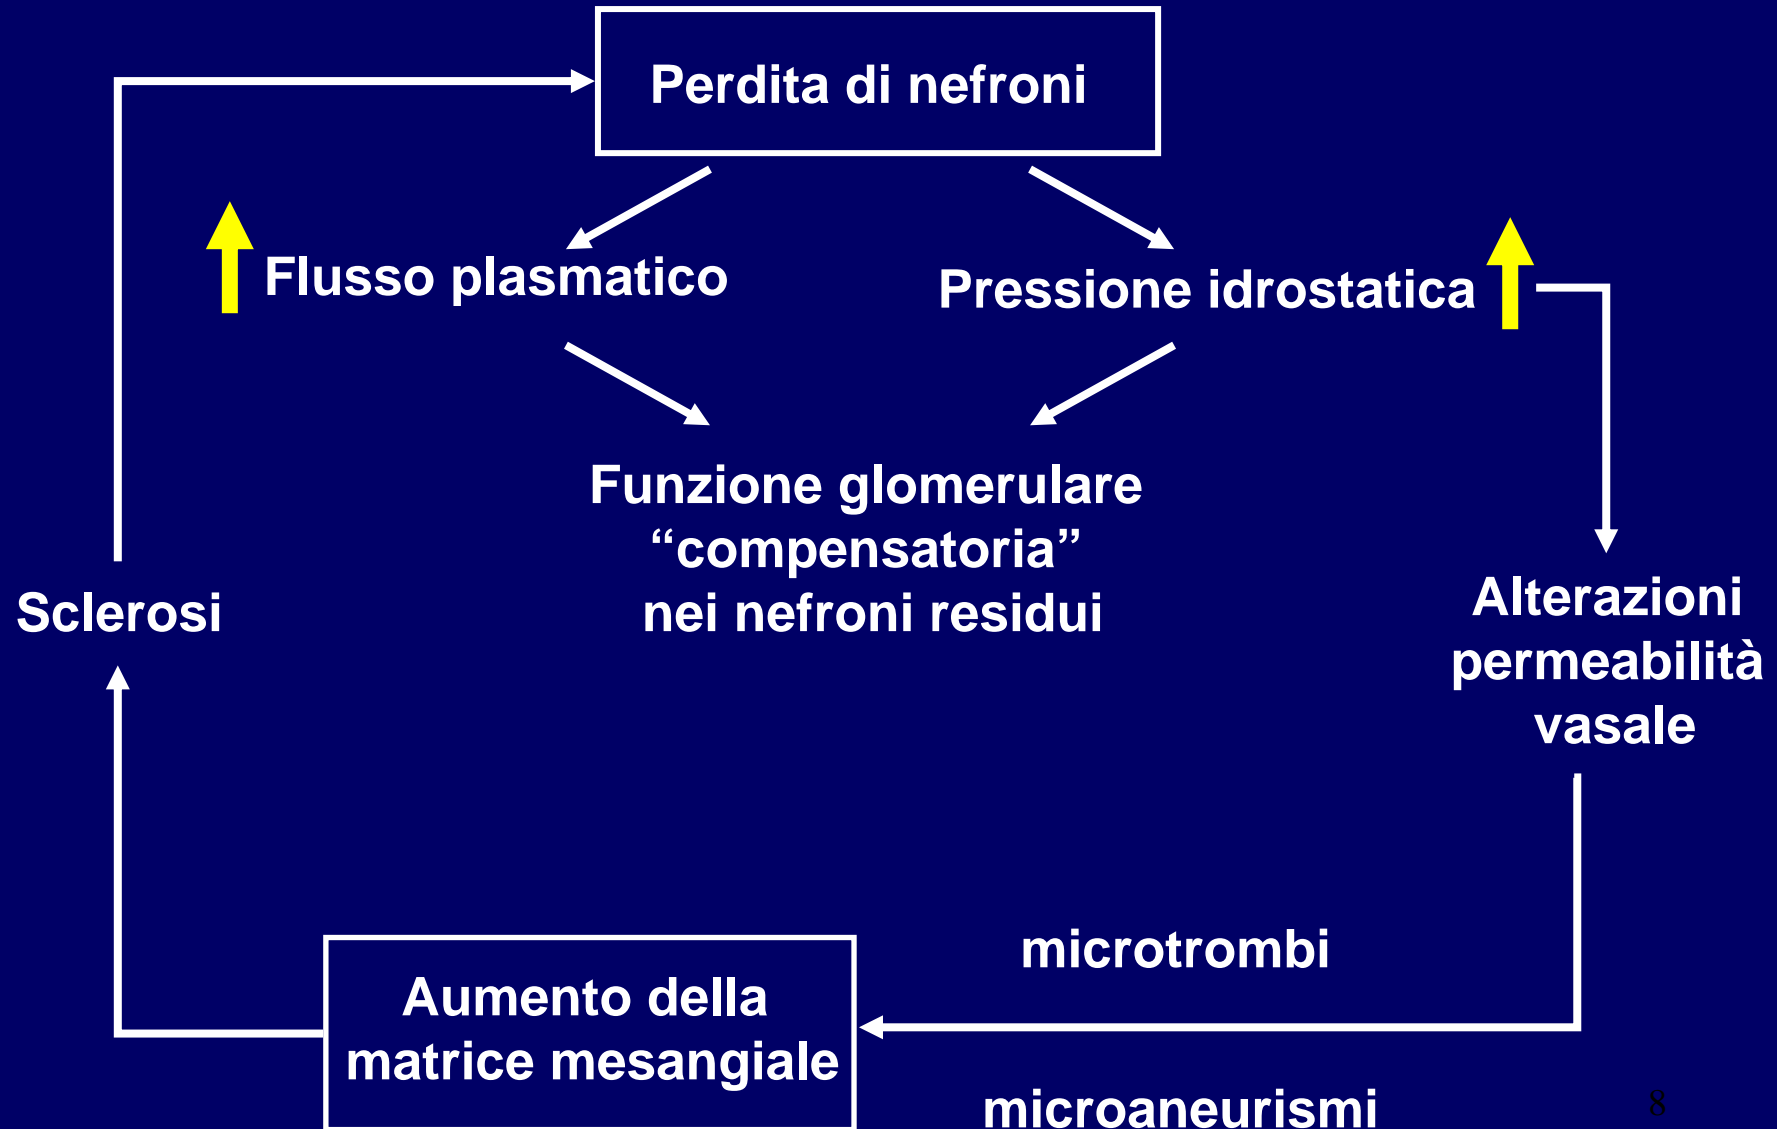 Perdita di nefroni
Flusso plasmatico
Pressione idrostatica
Funzione glomerulare
“compensatoria”
nei nefroni residui
Sclerosi
Alterazioni
permeabilità
vasale
microtrombi
Aumento della
matrice mesangiale
microaneurismi
8